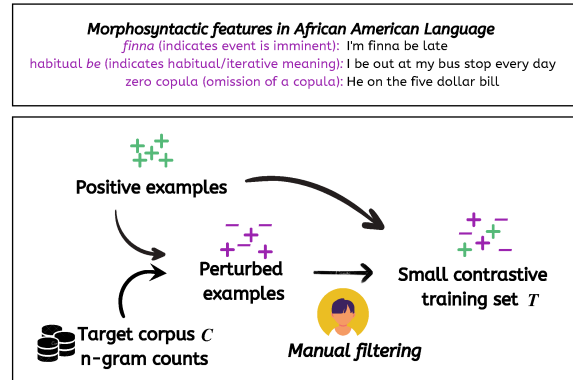 Morphosyntactic features in African American Language
finna (indicates event is imminent): I'm finna be late
habitual be (indicates habitual/iterative meaning): I be out at my bus stop every day
zero copula (omission of a copula): He on the five dollar bill
Positive examples
Perturbed
examples
Small contrastive
training set T
Target corpus C
n-gram counts
Manual filtering